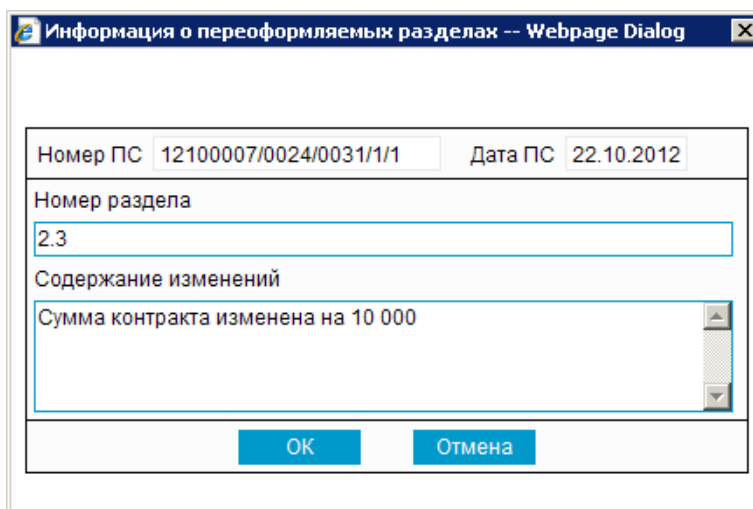 Информация о переоформляемых разделах -- Webpage Dialog
Номер ПС 12100007/0024/0031/1/1 Дата ПС 22.10.2012
Номер раздела
2.3
Содержание изменений
Сумма контракта изменена на 10 000
ОК Отмена